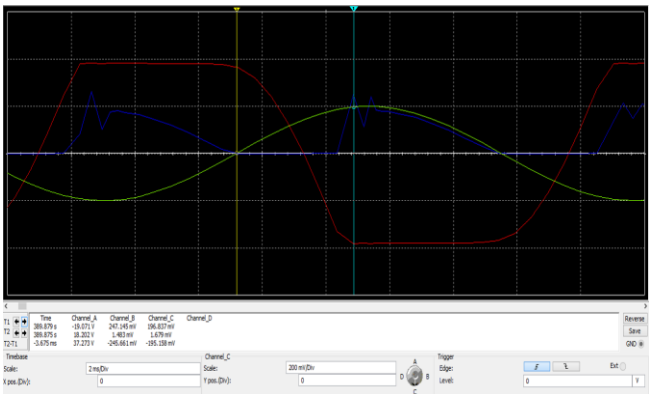 Time Channel_A Channel_B Channel_C Channel_D
T1 389.879 s -19.071 V 247.145 mV 196.837 mV
T2 389.875 s 18.202 V 1.483 mV 1.679 mV
T2-T1 -3.675 ms 37.273 V -245.661 mV -195.158 mV
Reverse
Save
GND
Timebase
Scale: 2 ms/Div
X pos.(Div): 0
Channel_C
Scale: 200 mV/Div
Y pos.(Div): 0
A
D B
C
Trigger
Edge: Ext
Level: 0 V